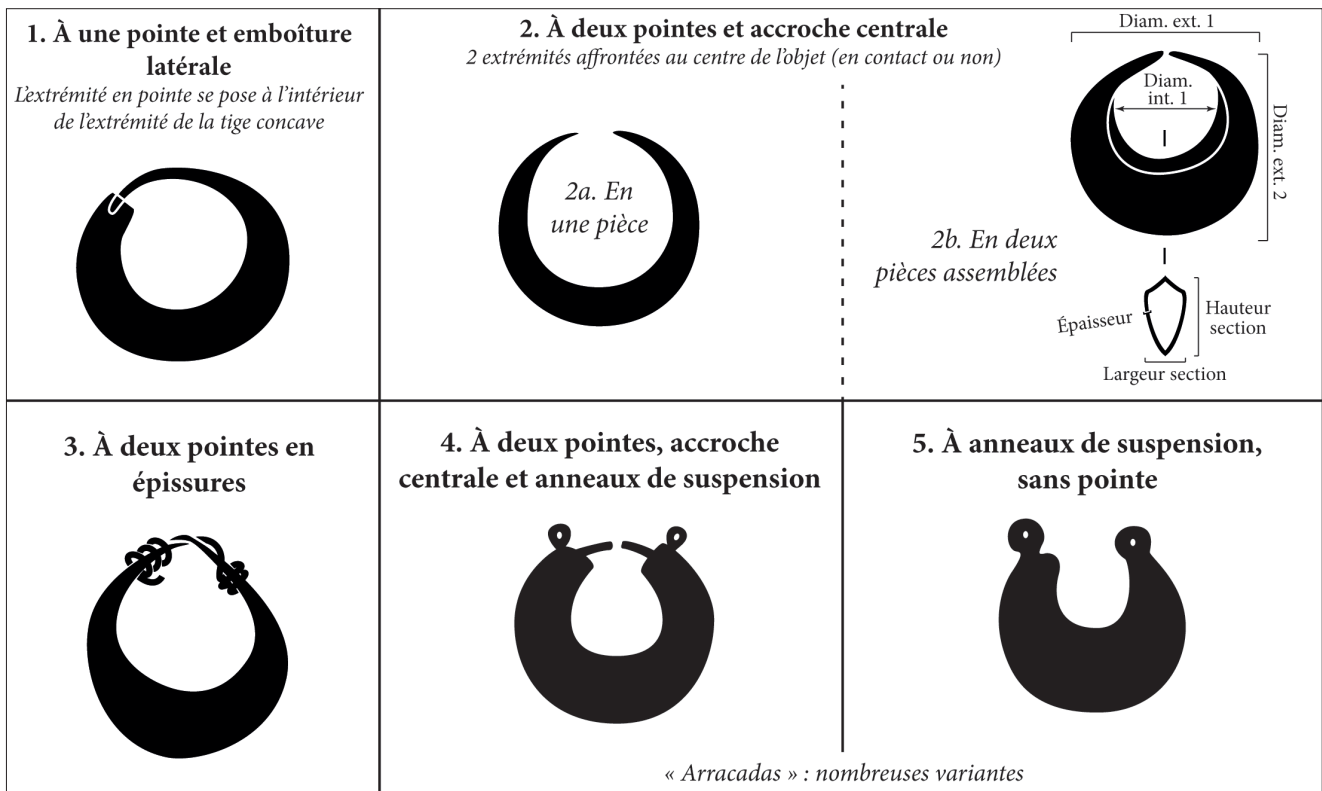 1. À une pointe et emboîture
latérale
L'extrémité en pointe se pose à l'intérieur
de l'extrémité de la tige concave
2. À deux pointes et accroche centrale
2 extrémités affrontées au centre de l'objet (en contact ou non)
2a. En
une pièce
2b. En deux
pièces assemblées
Diam. ext. 1
Diam.
int. 1
Diam. ext. 2
Épaisseur
Hauteur
section
Largeur section
3. À deux pointes en
épissures
4. À deux pointes, accroche
centrale et anneaux de suspension
5. À anneaux de suspension,
sans pointe
« Arracadas » : nombreuses variantes